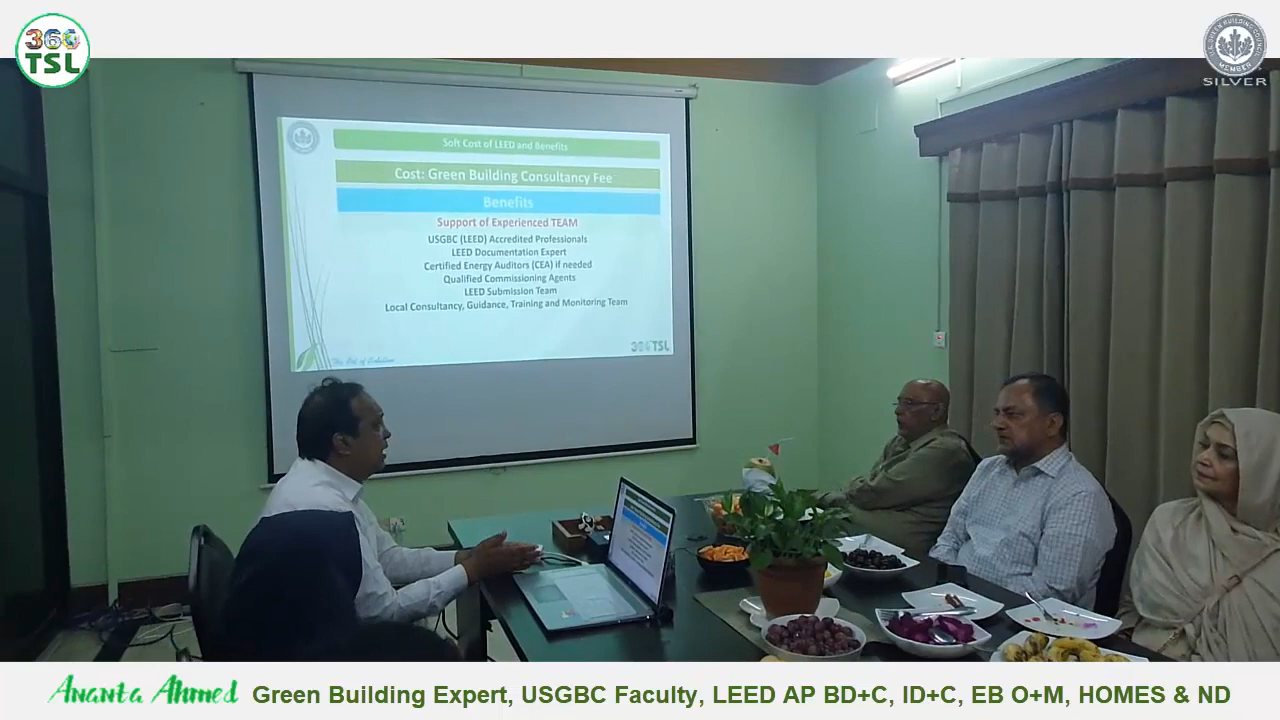 360
TSL
U.S. GREEN BUILDING COUNCIL
MEMBER
SILVER
Soft Cost of LEED and Benefits
Cost: Green Building Consultancy Fee
Benefits
Support of Experienced TEAM
USGBC (LEED) Accredited Professionals
LEED Documentation Expert
Certified Energy Auditors (CEA) if needed
Qualified Commissioning Agents
LEED Submission Team
Local Consultancy, Guidance, Training and Monitoring Team
360TSL
Ananta Ahmed Green Building Expert, USGBC Faculty, LEED AP BD+C, ID+C, EB O+M, HOMES & ND